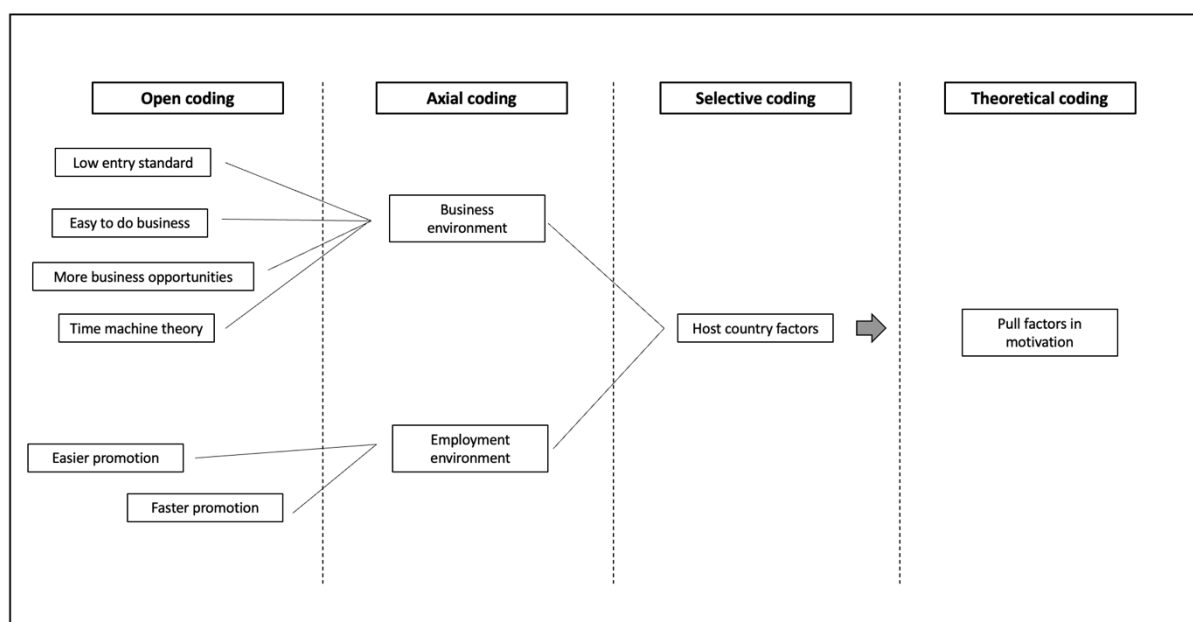 Open coding
Axial coding
Selective coding
Theoretical coding
Low entry standard
Easy to do business
More business opportunities
Time machine theory
Easier promotion
Faster promotion
Business
environment
Employment
environment
Host country factors
Pull factors in
motivation